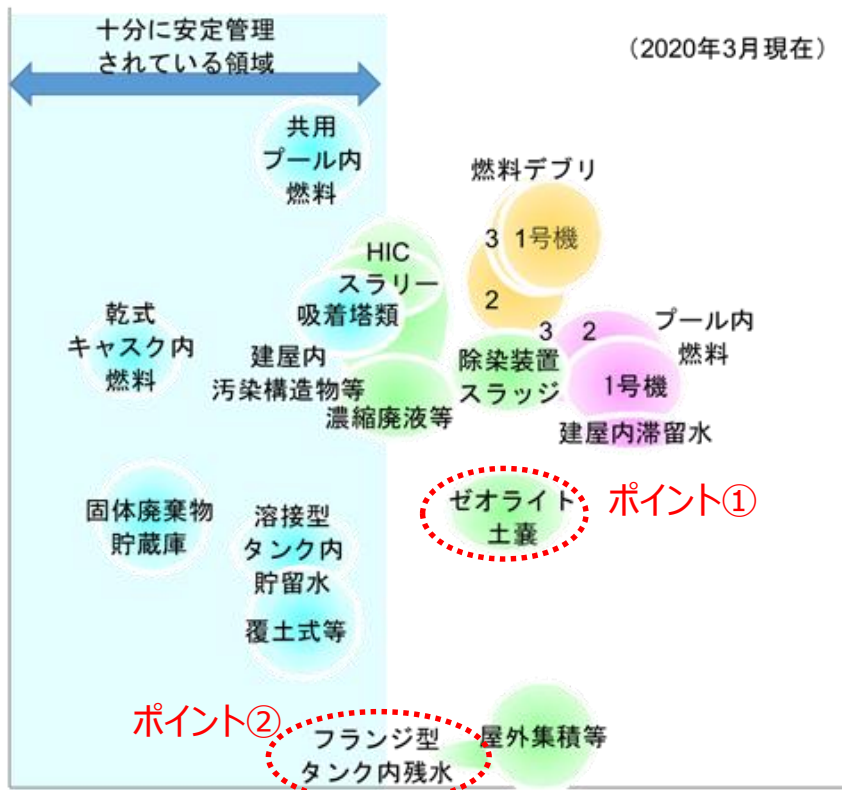 十分に安定管理
されている領域
（2020年3月現在）
共用
プール内
燃料
燃料デブリ
3
1号機
2
HIC
スラリー
吸着塔類
乾式
キャスク内
燃料
建屋内
汚染構造物等
濃縮廃液等
除染装置
スラッジ
3
2
プール内
燃料
1号機
建屋内滞留水
固体廃棄物
貯蔵庫
溶接型
タンク内
貯留水
覆土式等
ゼオライト
土嚢
ポイント①
ポイント②
フランジ型
タンク内残水
屋外集積等